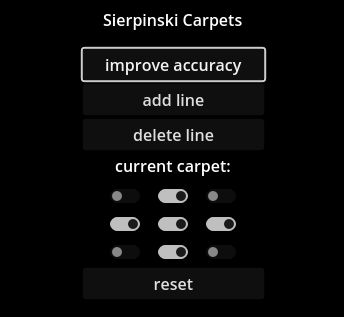 Sierpinski Carpets
improve accuracy
add line
delete line
current carpet:
reset